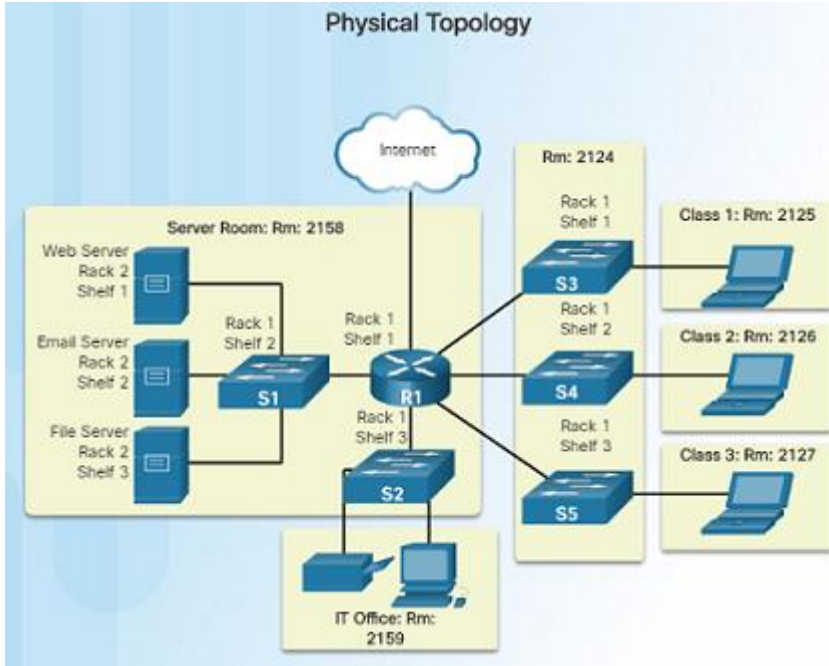 Physical Topology
Internet
Server Room: Rm: 2158
Web Server
Rack 2
Shelf 1
Email Server
Rack 2
Shelf 2
File Server
Rack 2
Shelf 3
Rack 1
Shelf 2
S1
Rack 1
Shelf 1
R1
Rack 1
Shelf 3
S2
IT Office: Rm:
2159
Rm: 2124
Rack 1
Shelf 1
S3
Rack 1
Shelf 2
S4
Rack 1
Shelf 3
S5
Class 1: Rm: 2125
Class 2: Rm: 2126
Class 3: Rm: 2127